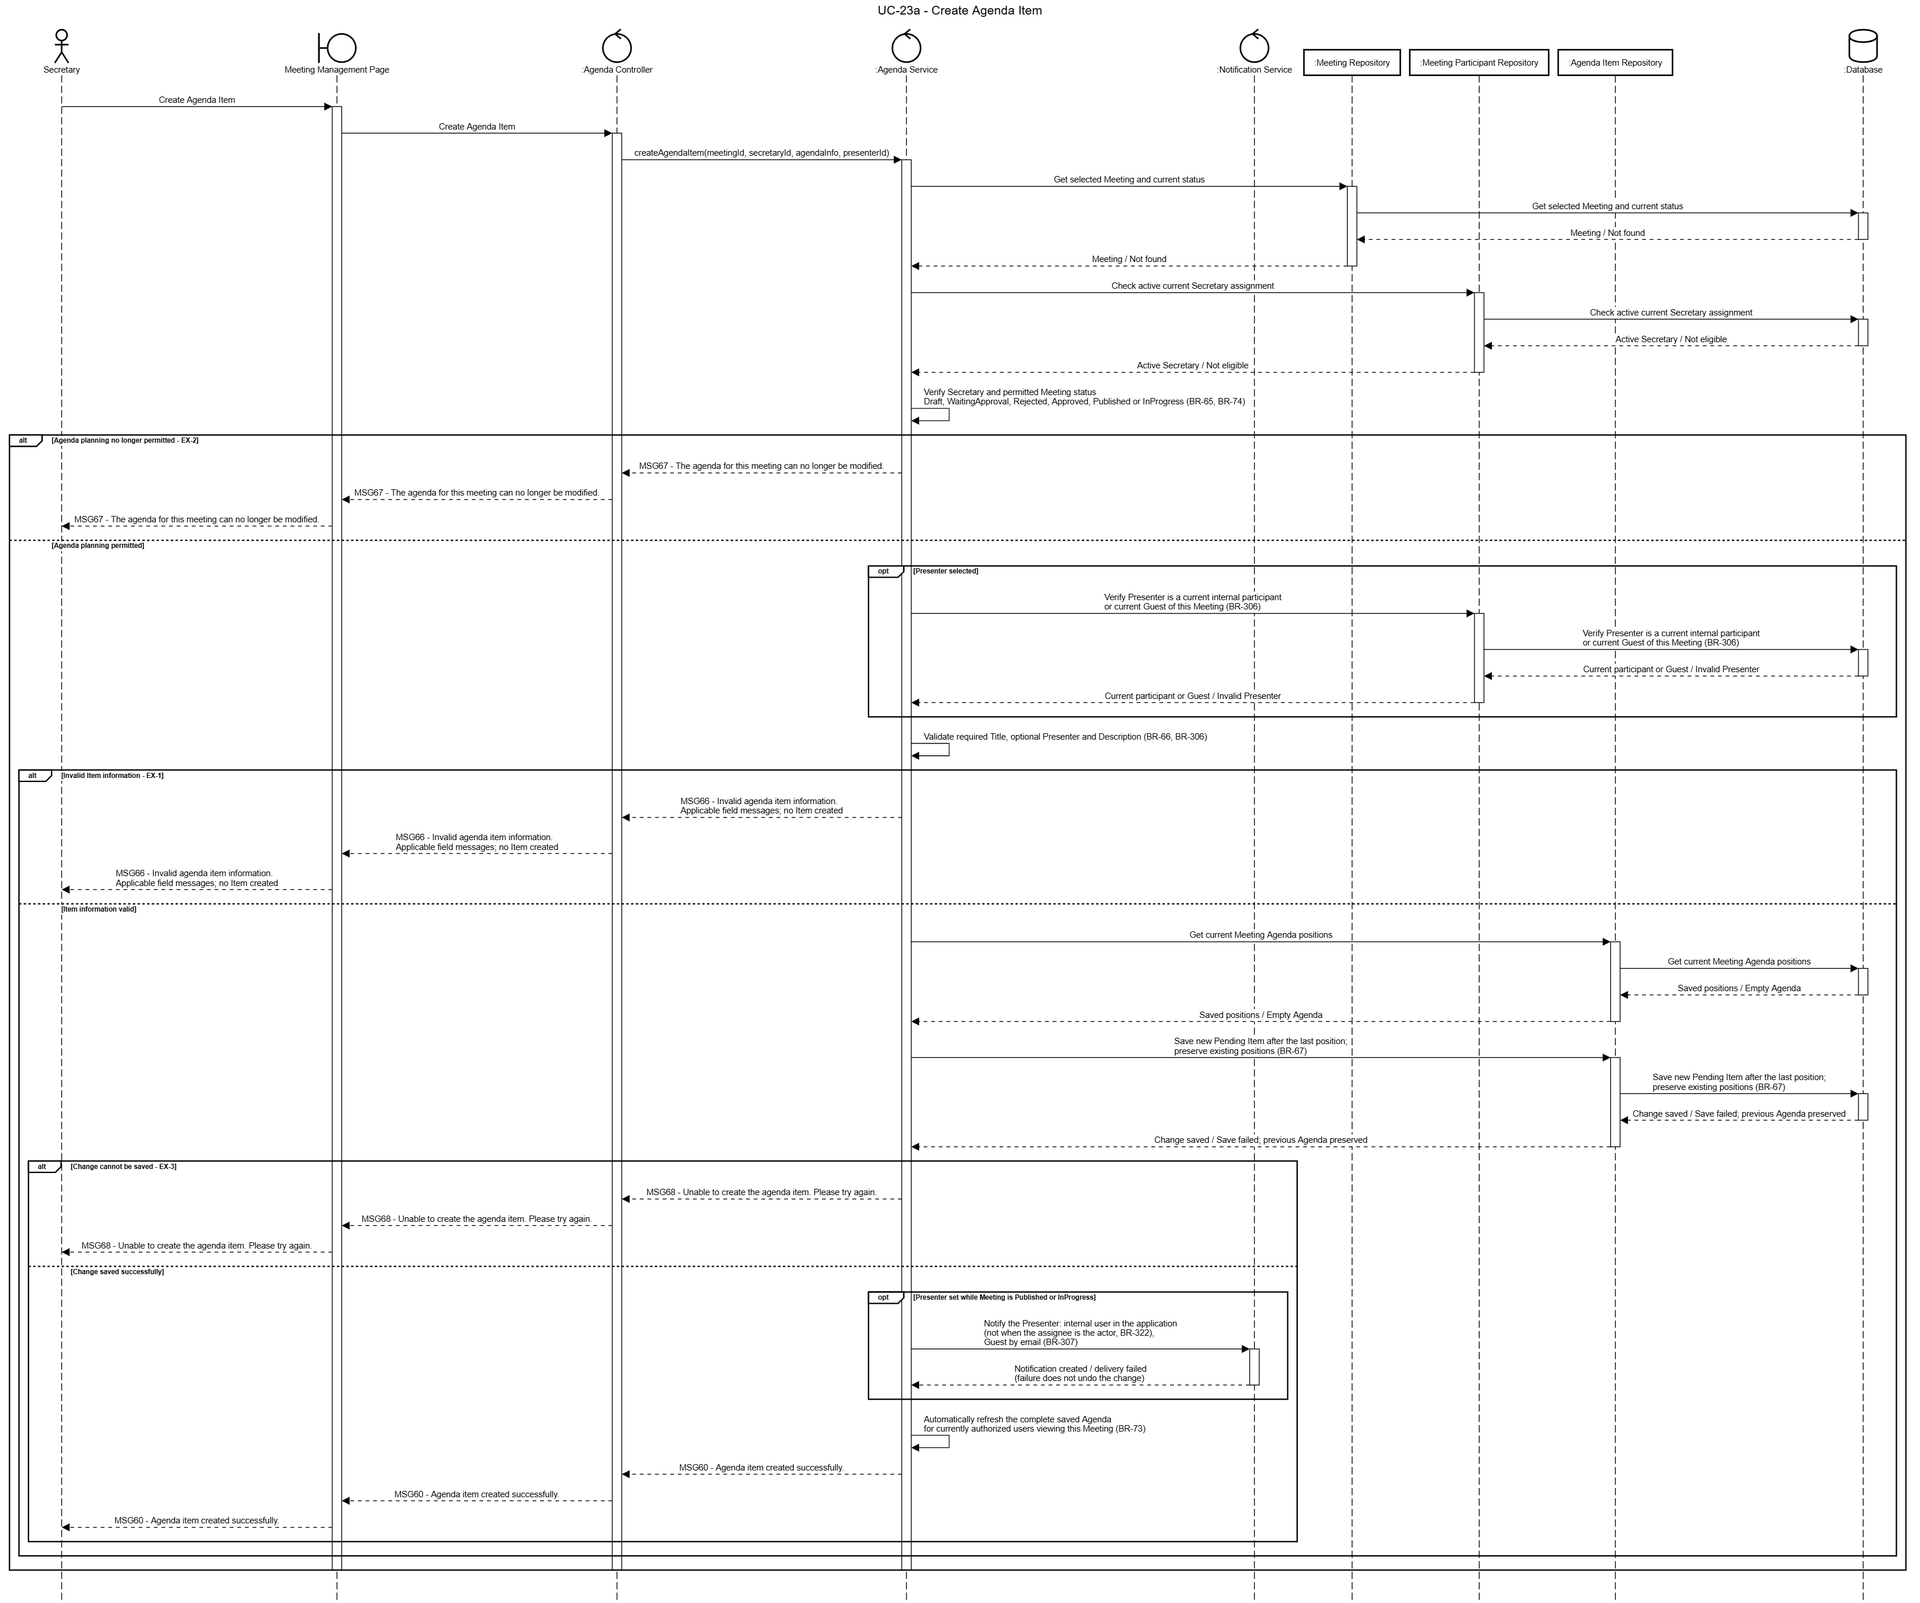 UC-23a - Create Agenda Item
Secretary
Meeting Management Page
:Agenda Controller
:Agenda Service
:Notification Service
:Meeting Repository
:Meeting Participant Repository
:Agenda Item Repository
:Database
Create Agenda Item
Create Agenda Item
createAgendaItem(meetingId, secretaryId, agendaInfo, presenterId)
Get selected Meeting and current status
Get selected Meeting and current status
Meeting / Not found
Meeting / Not found
Check active current Secretary assignment
Check active current Secretary assignment
Active Secretary / Not eligible
Active Secretary / Not eligible
Verify Secretary and permitted Meeting status
Draft, WaitingApproval, Rejected, Approved, Published or InProgress (BR-65, BR-74)
alt [Agenda planning no longer permitted - EX-2]
MSG67 - The agenda for this meeting can no longer be modified.
MSG67 - The agenda for this meeting can no longer be modified.
MSG67 - The agenda for this meeting can no longer be modified.
[Agenda planning permitted]
opt [Presenter selected]
Verify Presenter is a current internal participant
or current Guest of this Meeting (BR-306)
Verify Presenter is a current internal participant
or current Guest of this Meeting (BR-306)
Current participant or Guest / Invalid Presenter
Current participant or Guest / Invalid Presenter
Validate required Title, optional Presenter and Description (BR-66, BR-306)
alt [Invalid Item information - EX-1]
MSG66 - Invalid agenda item information.
Applicable field messages; no Item created
MSG66 - Invalid agenda item information.
Applicable field messages; no Item created
MSG66 - Invalid agenda item information.
Applicable field messages; no Item created
[Item information valid]
Get current Meeting Agenda positions
Get current Meeting Agenda positions
Saved positions / Empty Agenda
Saved positions / Empty Agenda
Save new Pending Item after the last position;
preserve existing positions (BR-67)
Save new Pending Item after the last position;
preserve existing positions (BR-67)
Change saved / Save failed; previous Agenda preserved
Change saved / Save failed; previous Agenda preserved
alt [Change cannot be saved - EX-3]
MSG68 - Unable to create the agenda item. Please try again.
MSG68 - Unable to create the agenda item. Please try again.
MSG68 - Unable to create the agenda item. Please try again.
[Change saved successfully]
opt [Presenter set while Meeting is Published or InProgress]
Notify the Presenter: internal user in the application
(not when the assignee is the actor, BR-322),
Guest by email (BR-307)
Notification created / delivery failed
(failure does not undo the change)
Automatically refresh the complete saved Agenda
for currently authorized users viewing this Meeting (BR-73)
MSG60 - Agenda item created successfully.
MSG60 - Agenda item created successfully.
MSG60 - Agenda item created successfully.